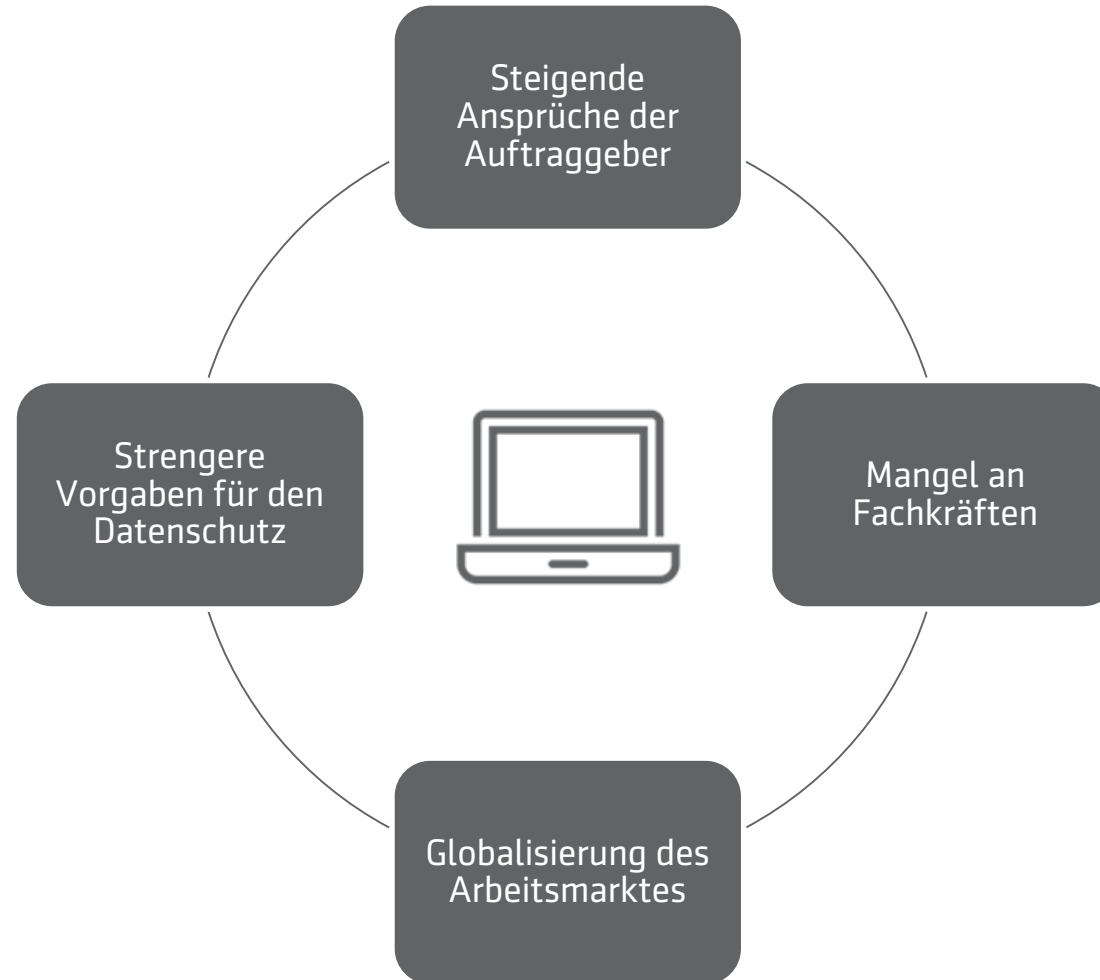 Steigende
Ansprüche der
Auftraggeber
Strengere
Vorgaben für den
Datenschutz
Mangel an
Fachkräften
Globalisierung des
Arbeitsmarktes